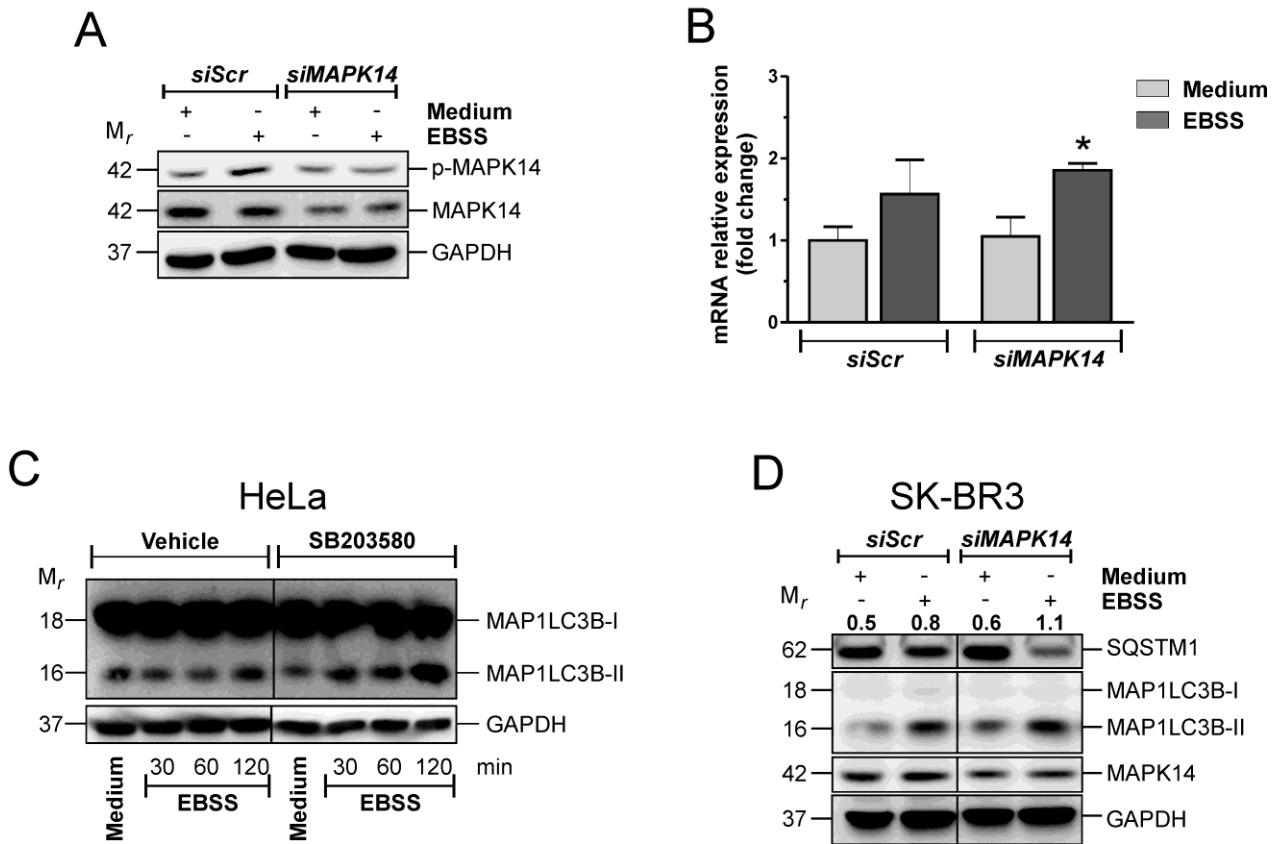 A
siScr siMAPK14
+ - + - Medium
Mr - + - + EBSS
42 p-MAPK14
42 MAPK14
37 GAPDH
B
mRNA relative expression
(fold change)
3
2
1
0
*
Medium
EBSS
siScr siMAPK14
C
HeLa
Vehicle SB203580
Mr
18 MAP1LC3B-I
16 MAP1LC3B-II
37 GAPDH
Medium 30 60 120 Medium 30 60 120 min
EBSS EBSS
D
SK-BR3
siScr siMAPK14
+ - + - Medium
Mr - + - + EBSS
0.5 0.8 0.6 1.1
62 SQSTM1
18 MAP1LC3B-I
16 MAP1LC3B-II
42 MAPK14
37 GAPDH